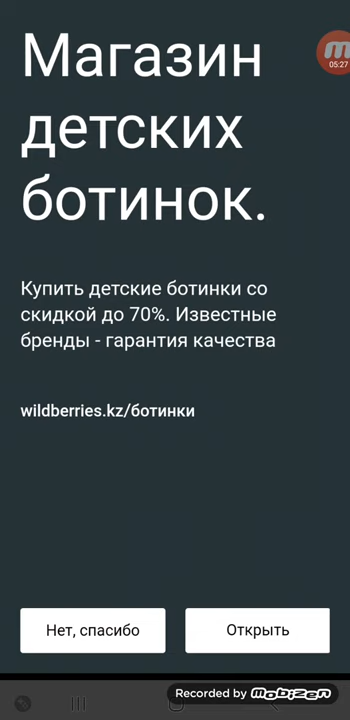 Магазин
детских
ботинок.
05:27
Купить детские ботинки со
скидкой до 70%. Известные
бренды - гарантия качества
wildberries.kz/ботинки
Нет, спасибо
Открыть
Recorded by Mobizen